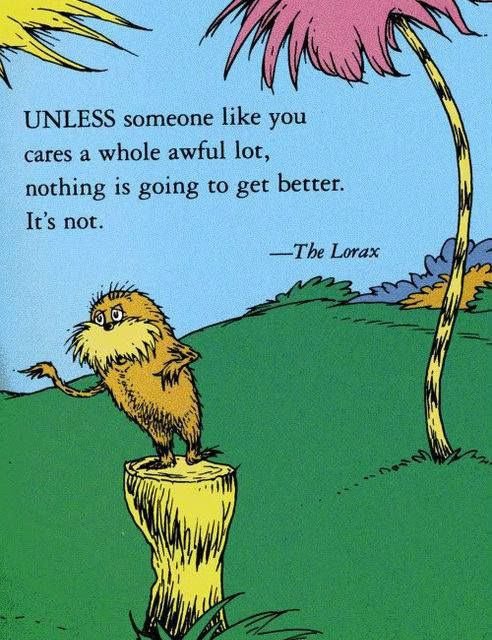 UNLESS someone like you
cares a whole awful lot,
nothing is going to get better.
It's not.
—The Lorax